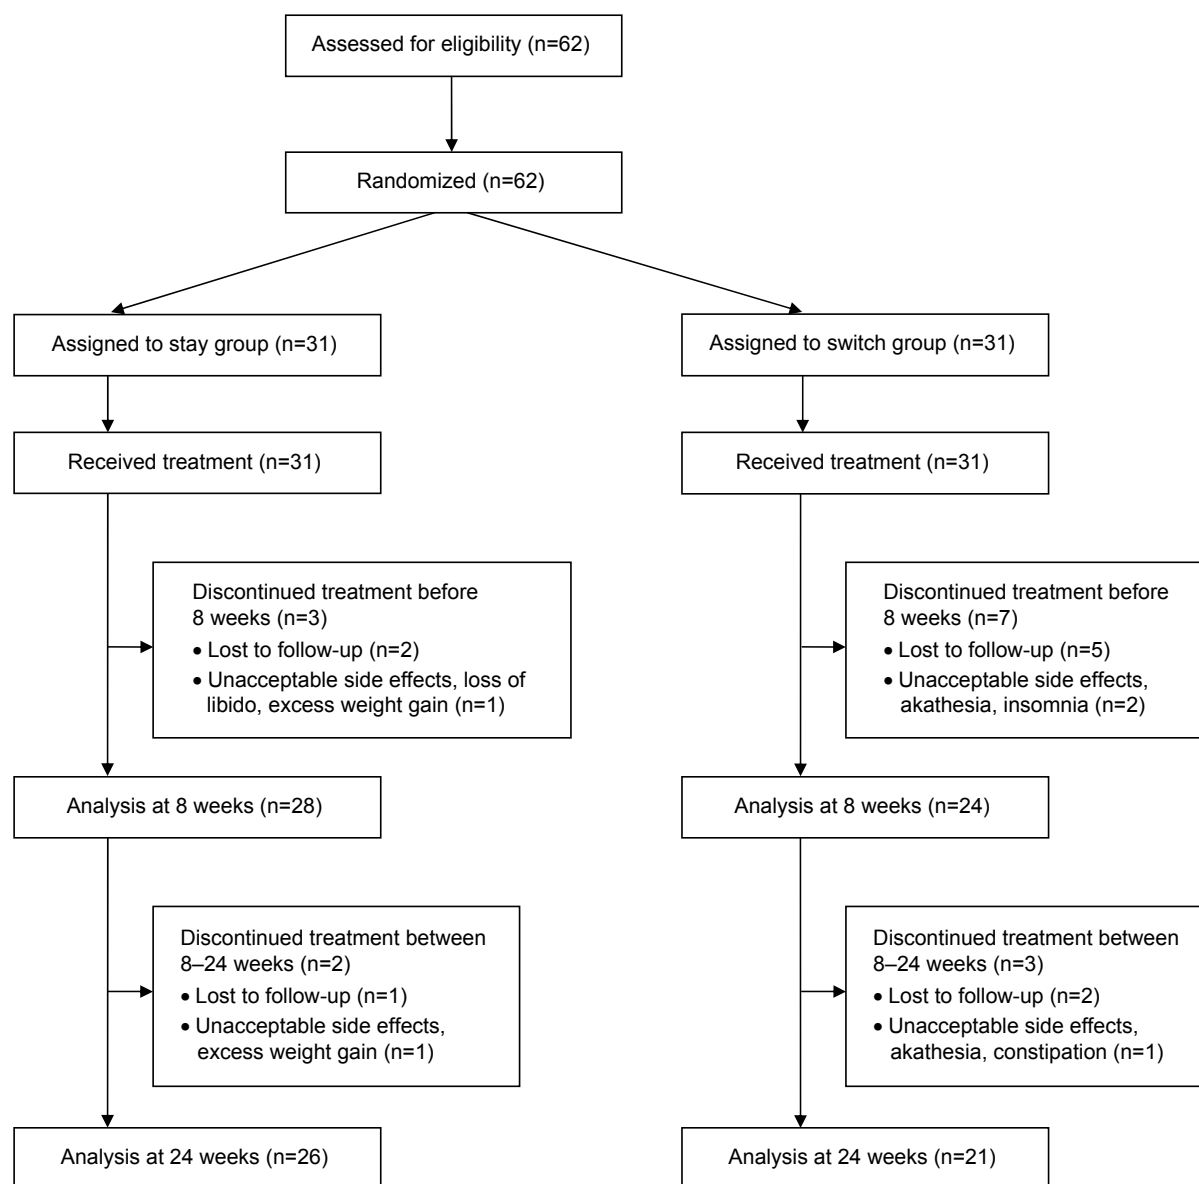 Assessed for eligibility (n=62)
Randomized (n=62)
Assigned to stay group (n=31)
Assigned to switch group (n=31)
Received treatment (n=31)
Received treatment (n=31)
Discontinued treatment before
8 weeks (n=3)
• Lost to follow-up (n=2)
• Unacceptable side effects, loss of
libido, excess weight gain (n=1)
Discontinued treatment before
8 weeks (n=7)
• Lost to follow-up (n=5)
• Unacceptable side effects,
akathesia, insomnia (n=2)
Analysis at 8 weeks (n=28)
Analysis at 8 weeks (n=24)
Discontinued treatment between
8–24 weeks (n=2)
• Lost to follow-up (n=1)
• Unacceptable side effects,
excess weight gain (n=1)
Discontinued treatment between
8–24 weeks (n=3)
• Lost to follow-up (n=2)
• Unacceptable side effects,
akathesia, constipation (n=1)
Analysis at 24 weeks (n=26)
Analysis at 24 weeks (n=21)